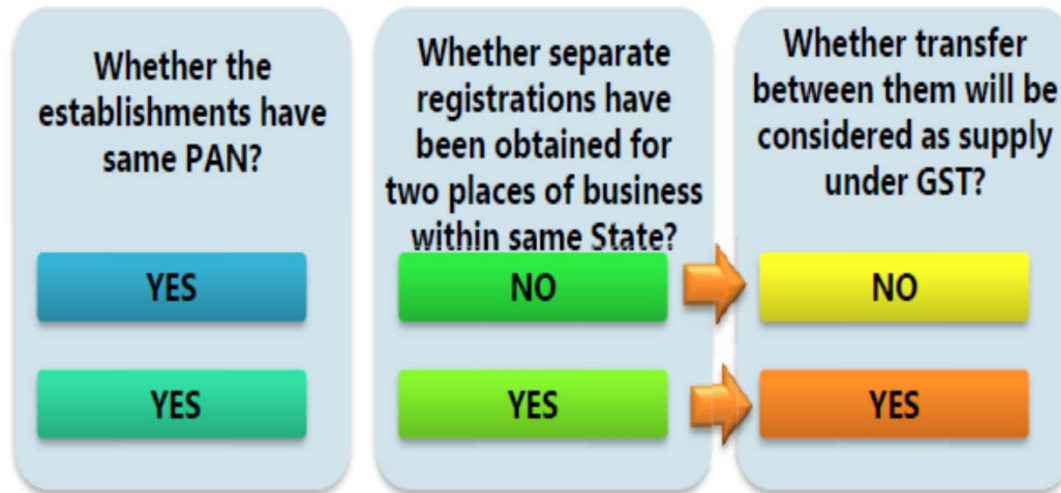 Whether the
establishments have
same PAN?
Whether separate
registrations have
been obtained for
two places of business
within same State?
Whether transfer
between them will be
considered as supply
under GST?
YES
NO
NO
YES
YES
YES